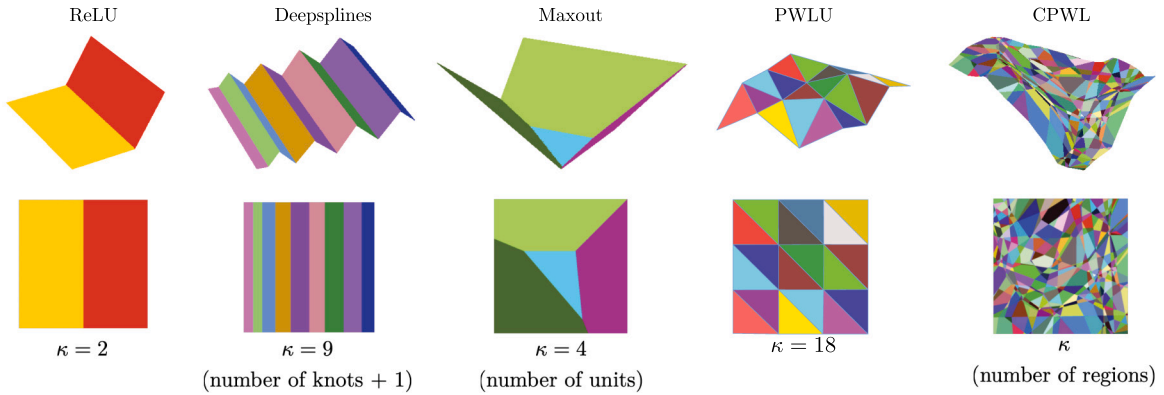 ReLU
Deepsplines
Maxout
PWLU
CPWL
κ = 2
κ = 9
(number of knots + 1)
κ = 4
(number of units)
κ = 18
κ
(number of regions)